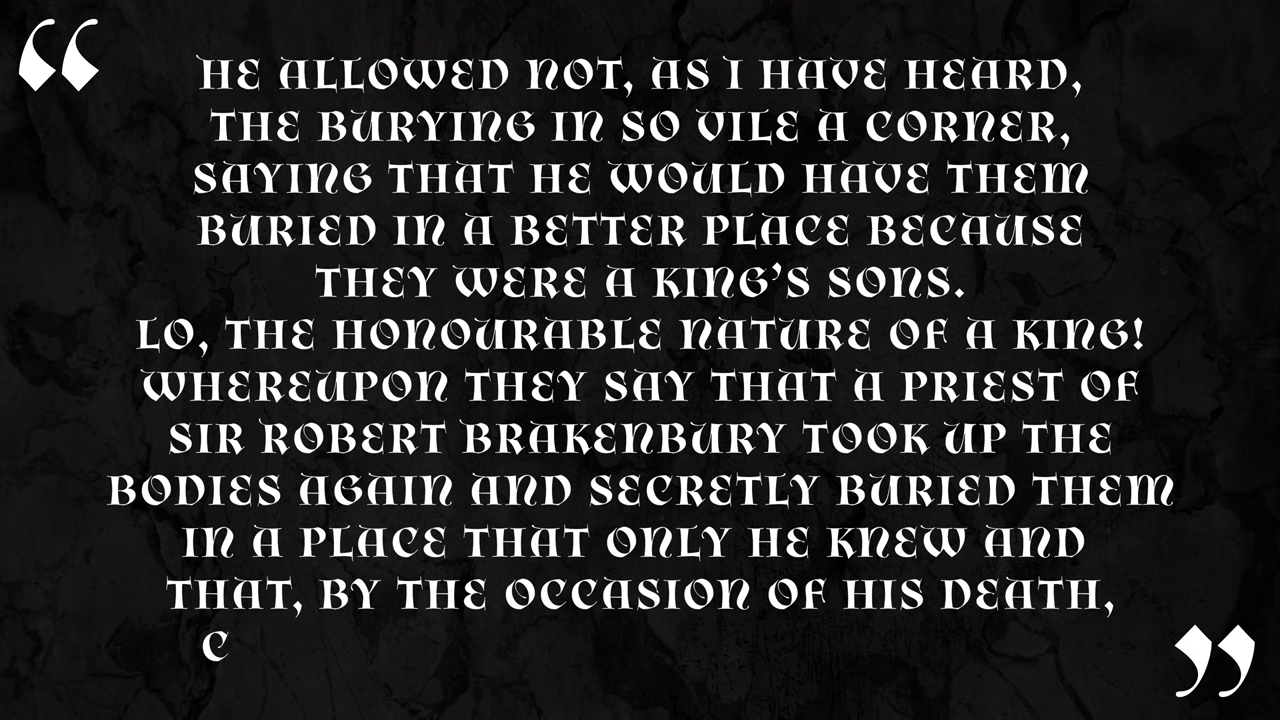 “
HE ALLOWED NOT, AS I HAVE HEARD,
THE BURYING IN SO VILE A CORNER,
SAYING THAT HE WOULD HAVE THEM
BURIED IN A BETTER PLACE BECAUSE
THEY WERE A KING’S SONS.
LO, THE HONOURABLE NATURE OF A KING!
WHEREUPON THEY SAY THAT A PRIEST OF
SIR ROBERT BRAKENBURY TOOK UP THE
BODIES AGAIN AND SECRETLY BURIED THEM
IN A PLACE THAT ONLY HE KNEW AND
THAT, BY THE OCCASION OF HIS DEATH,
C
”